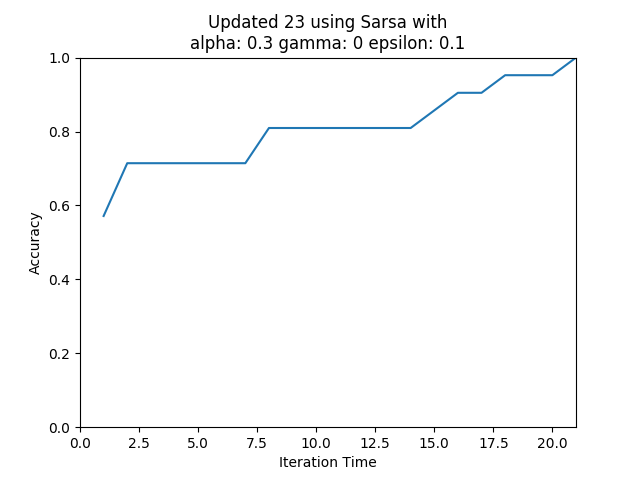 Updated 23 using Sarsa with
alpha: 0.3 gamma: 0 epsilon: 0.1
1.0
0.8
0.6
0.4
0.2
0.0
Accuracy
0.0 2.5 5.0 7.5 10.0 12.5 15.0 17.5 20.0
Iteration Time